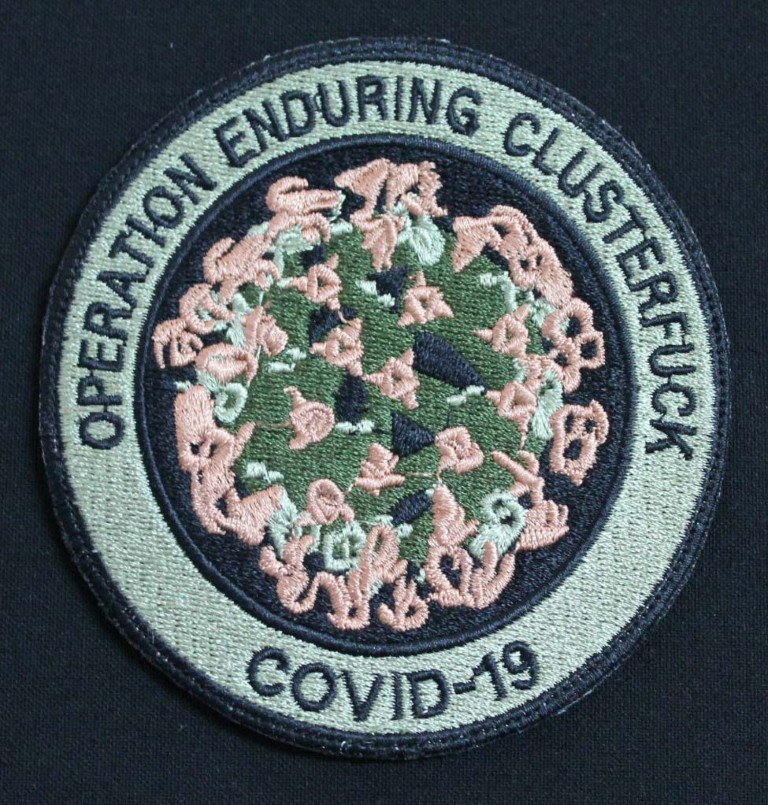 OPERATION ENDURING CLUSTERFUCK
COVID-19